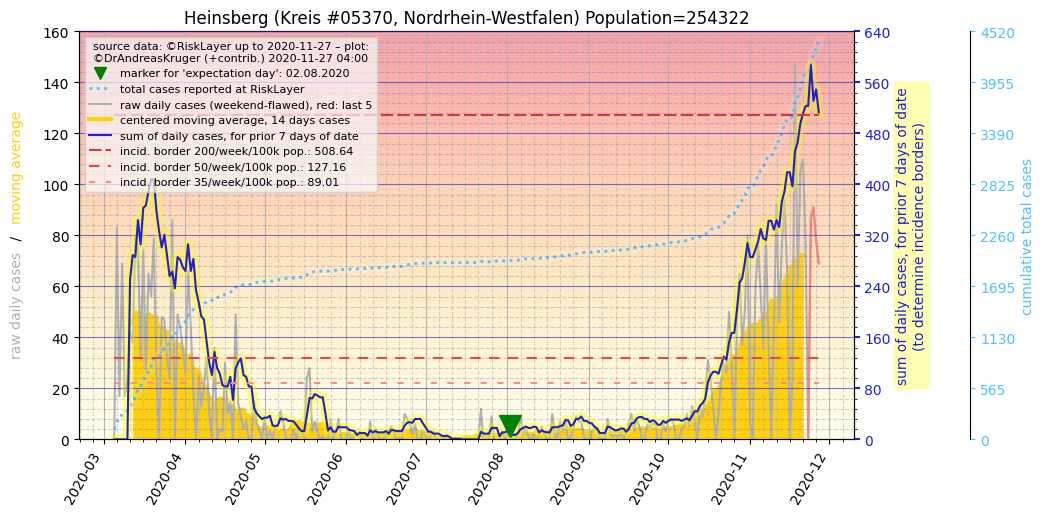 Heinsberg (Kreis #05370, Nordrhein-Westfalen) Population=254322
source data: ©RiskLayer up to 2020-11-27 – plot:
©DrAndreasKruger (+contrib.) 2020-11-27 04:00
marker for 'expectation day': 02.08.2020
total cases reported at RiskLayer
raw daily cases (weekend-flawed), red: last 5
centered moving average, 14 days cases
sum of daily cases, for prior 7 days of date
incid. border 200/week/100k pop.: 508.64
incid. border 50/week/100k pop.: 127.16
incid. border 35/week/100k pop.: 89.01
raw daily cases / moving average
160
140
120
100
80
60
40
20
0
2020-03
2020-04
2020-05
2020-06
2020-07
2020-08
2020-09
2020-10
2020-11
2020-12
640
560
480
400
320
240
160
80
0
sum of daily cases, for prior 7 days of date
(to determine incidence borders)
4520
3955
3390
2825
2260
1695
1130
565
0
cumulative total cases